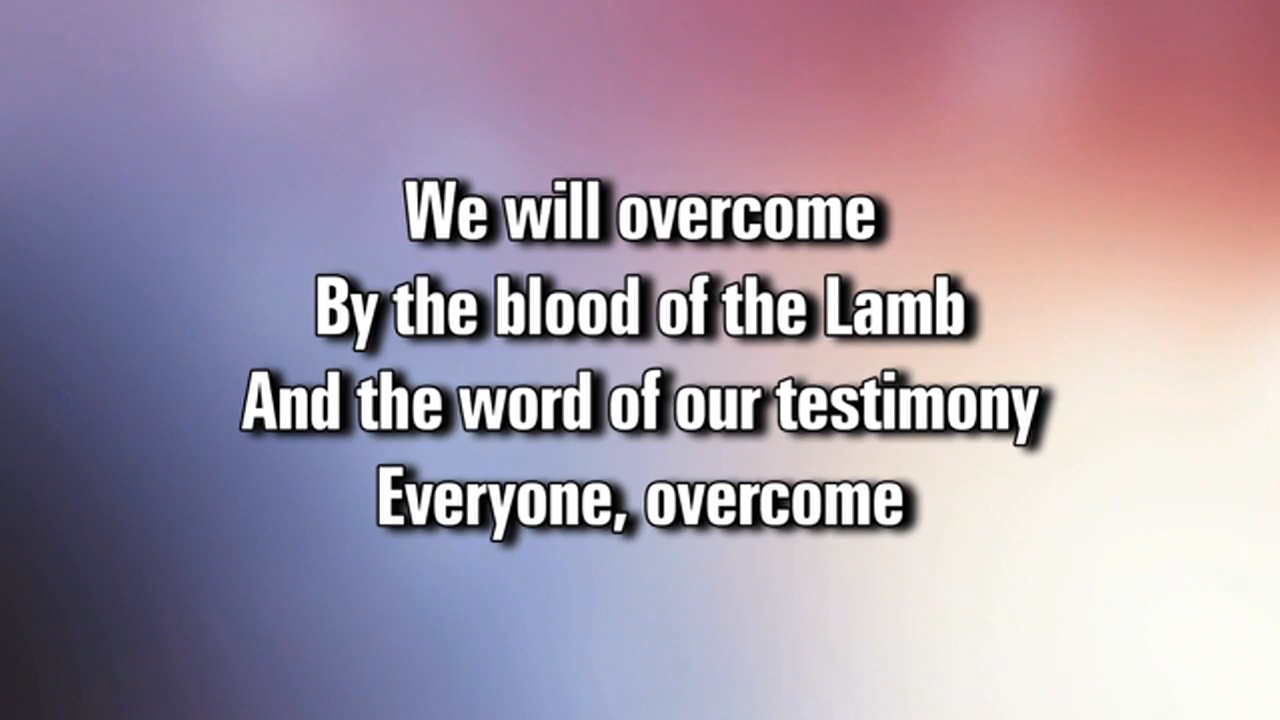 We will overcome
By the blood of the Lamb
And the word of our testimony
Everyone, overcome